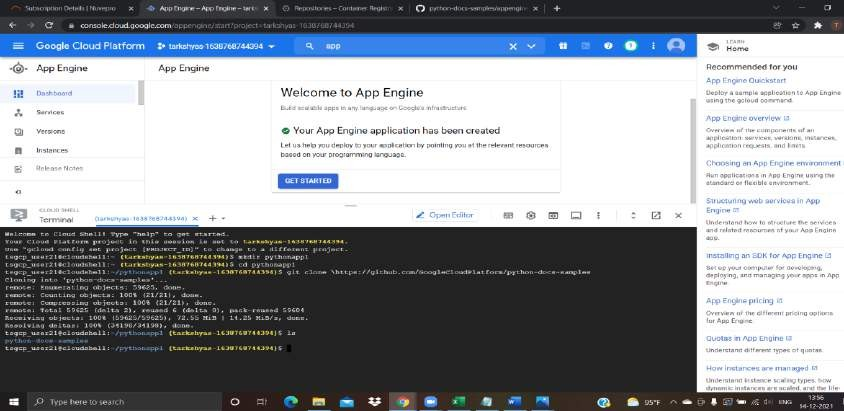 Subscription Details | Nuvepro
App Engine – App Engine – tarks
Repositories – Container Registr
python-docs-samples/appengine
console.cloud.google.com/appengine/start?project=tarkshyas-1638768744394
Google Cloud Platform
tarkshyas-1638768744394
app
1
T
App Engine
Dashboard
Services
Versions
Instances
Release Notes
App Engine
Welcome to App Engine
Build scalable apps in any language on Google's infrastructure
Your App Engine application has been created
Let us help you deploy to your application by pointing you at the relevant resources
based on your programming language.
GET STARTED
LEARN
Home
Recommended for you
App Engine Quickstart
Deploy a sample application to App Engine
using the gcloud command.
App Engine overview
Overview of the components of an
application: services, versions, instances,
application requests, and limits.
Choosing an App Engine environment
Run applications in App Engine using the
standard or flexible environment.
Structuring web services in App
Engine
Understand how to structure the services
and related resources of your App Engine
app.
Installing an SDK for App Engine
Set up your computer for developing,
deploying, and managing your apps in App
Engine.
App Engine pricing
Overview of the different pricing options
for App Engine.
Quotas in App Engine
Understand different types of quotas.
How instances are managed
Understand instance scaling types, how
dynamic instances are scaled, and the life-
CLOUD SHELL
Terminal
(tarkshyas-1638768744394)
Open Editor
Welcome to Cloud Shell! Type "help" to get started.
Your Cloud Platform project in this session is set to tarkshyas-1638768744394.
Use "gcloud config set project [PROJECT_ID]" to change to a different project.
tsgcp_user21@cloudshell:~ (tarkshyas-1638768744394)$ mkdir pythonapp1
tsgcp_user21@cloudshell:~ (tarkshyas-1638768744394)$ cd pythonapp1
tsgcp_user21@cloudshell:~/pythonapp1 (tarkshyas-1638768744394)$ git clone \https://github.com/GoogleCloudPlatform/python-docs-samples
Cloning into 'python-docs-samples'...
remote: Enumerating objects: 59625, done.
remote: Counting objects: 100% (21/21), done.
remote: Compressing objects: 100% (21/21), done.
remote: Total 59625 (delta 2), reused 6 (delta 0), pack-reused 59604
Receiving objects: 100% (59625/59625), 72.55 MiB | 14.25 MiB/s, done.
Resolving deltas: 100% (34198/34198), done.
tsgcp_user21@cloudshell:~/pythonapp1 (tarkshyas-1638768744394)$ ls
python-docs-samples
tsgcp_user21@cloudshell:~/pythonapp1 (tarkshyas-1638768744394)$
Type here to search
95°F
ENG
13:56
14-12-2021